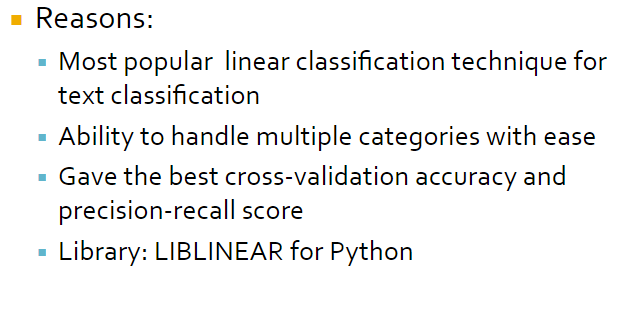 Reasons:
Most popular linear classification technique for
text classification
Ability to handle multiple categories with ease
Gave the best cross-validation accuracy and
precision-recall score
Library: LIBLINEAR for Python